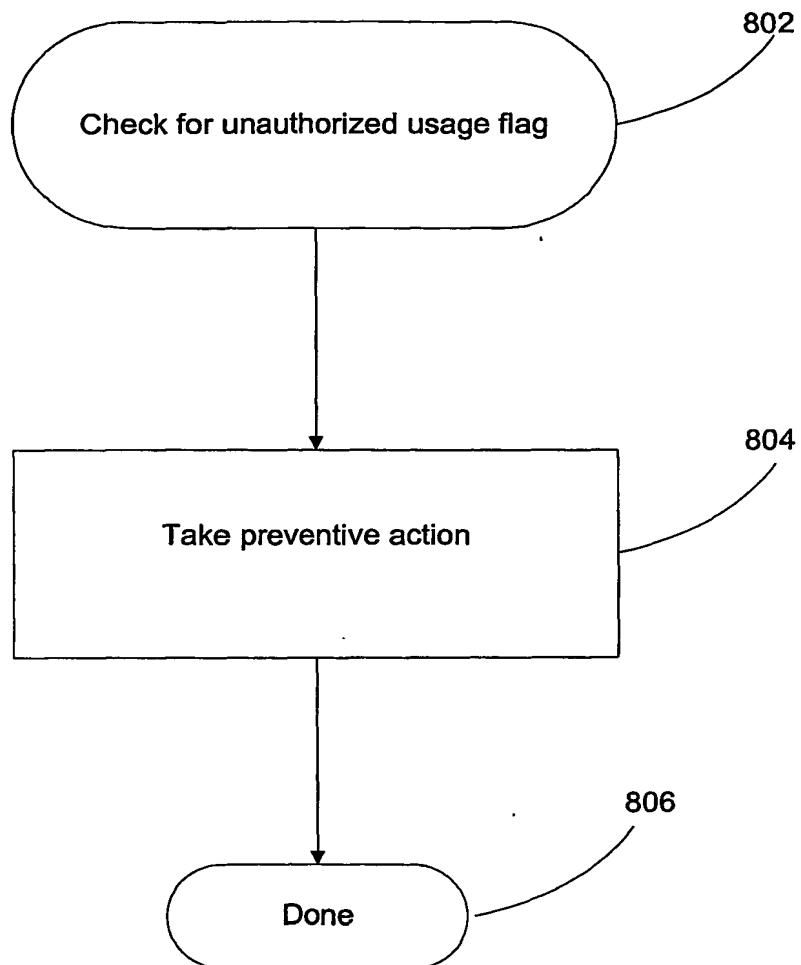 802
Check for unauthorized usage flag
804
Take preventive action
806
Done